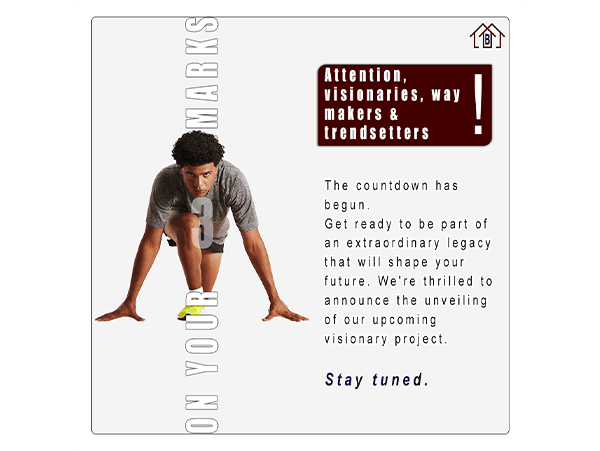 ON YOUR MARKS
3
B
Attention,
visionaries, way
makers &
trendsetters
!
The countdown has
begun.
Get ready to be part of
an extraordinary legacy
that will shape your
future. We're thrilled to
announce the unveiling
of our upcoming
visionary project.
Stay tuned.